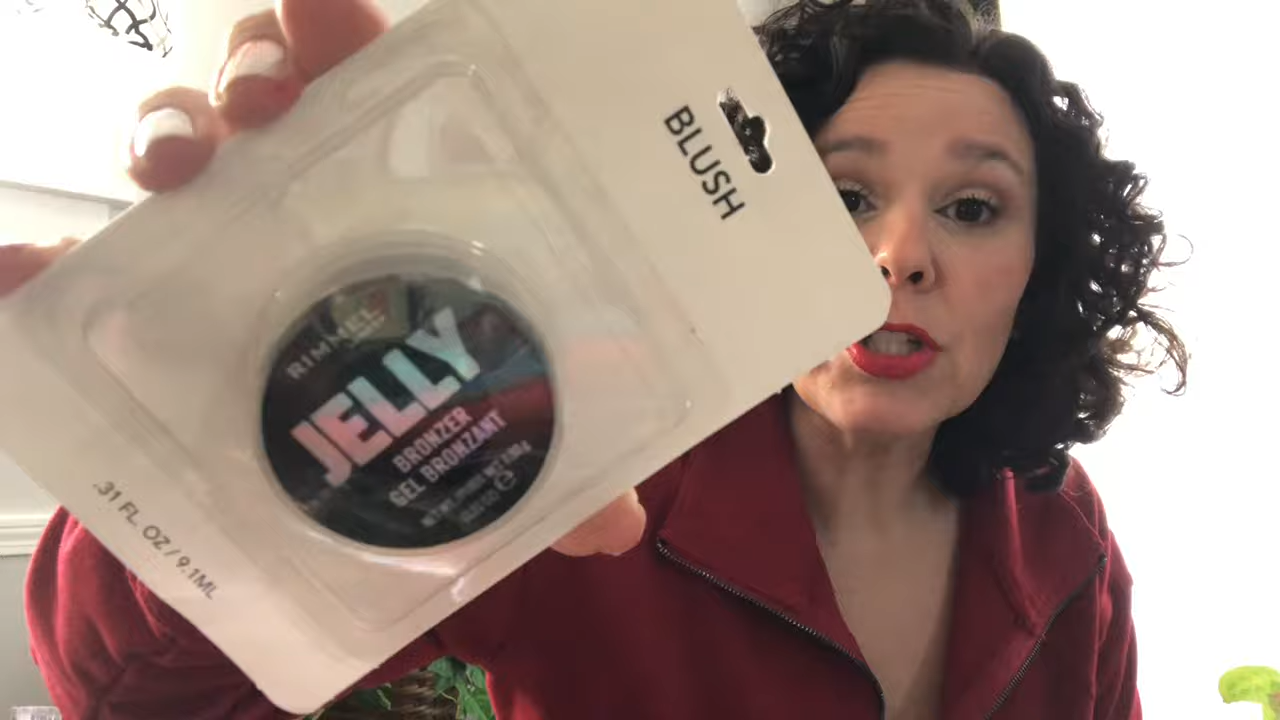 BLUSH
RIMMEL
JELLY
BRONZER
GEL BRONZANT
.31 FL OZ / 9.1ML